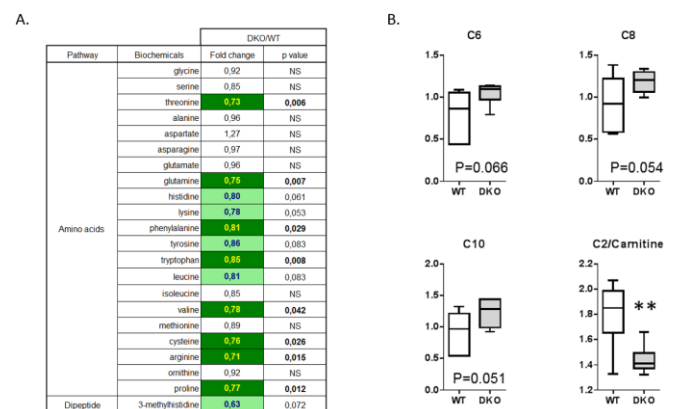 A.
DKO/WT
Pathway Biochemicals Fold change p value
glycine 0,92 NS
serine 0,85 NS
threonine 0,73 0,006
alanine 0,96 NS
aspartate 1,27 NS
asparagine 0,97 NS
glutamate 0,96 NS
glutamine 0,75 0,007
histidine 0,80 0,061
lysine 0,78 0,053
Amino acids phenylalanine 0,81 0,029
tyrosine 0,86 0,083
tryptophan 0,85 0,008
leucine 0,81 0,083
isoleucine 0,85 NS
valine 0,78 0,042
methionine 0,89 NS
cysteine 0,76 0,026
arginine 0,71 0,015
ornithine 0,92 NS
proline 0,77 0,012
Dipeptide 3-methylhistidine 0,63 0,072
B.
C6
1.5
1.0
0.5
0.0
P=0.066
WT DKO
C8
1.5
1.0
0.5
0.0
P=0.054
WT DKO
C10
2.0
1.5
1.0
0.5
0.0
P=0.051
WT DKO
C2/Carnitine
2.2
2.0
1.8
1.6
1.4
1.2
**
WT DKO